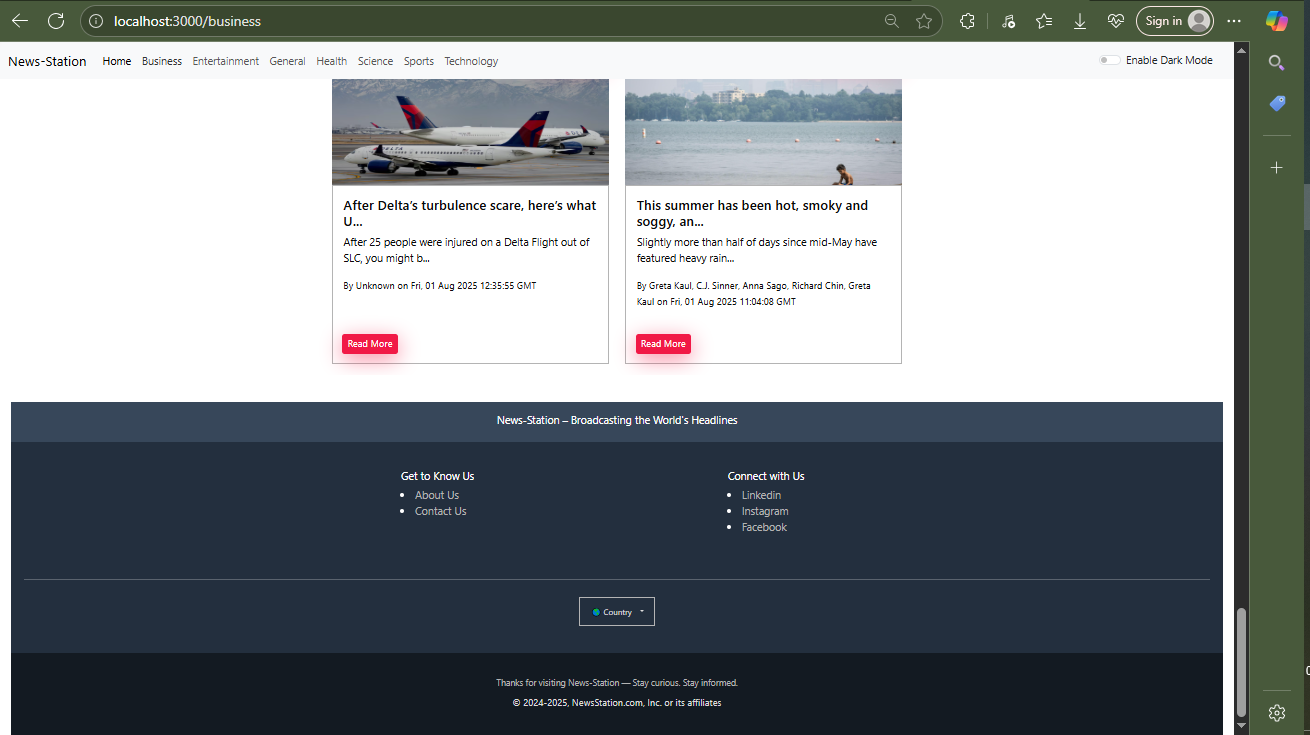 localhost:3000/business
Sign in
News-Station Home Business Entertainment General Health Science Sports Technology Enable Dark Mode
DELTA
After Delta’s turbulence scare, here’s what
U...
After 25 people were injured on a Delta Flight out of
SLC, you might b...
By Unknown on Fri, 01 Aug 2025 12:35:55 GMT
Read More
This summer has been hot, smoky and
soggy, an...
Slightly more than half of days since mid-May have
featured heavy rain...
By Greta Kaul, C.J. Sinner, Anna Sago, Richard Chin, Greta
Kaul on Fri, 01 Aug 2025 11:04:08 GMT
Read More
News-Station – Broadcasting the World's Headlines
Get to Know Us
About Us
Contact Us
Connect with Us
Linkedin
Instagram
Facebook
Country
Thanks for visiting News-Station — Stay curious. Stay informed.
© 2024-2025, NewsStation.com, Inc. or its affiliates